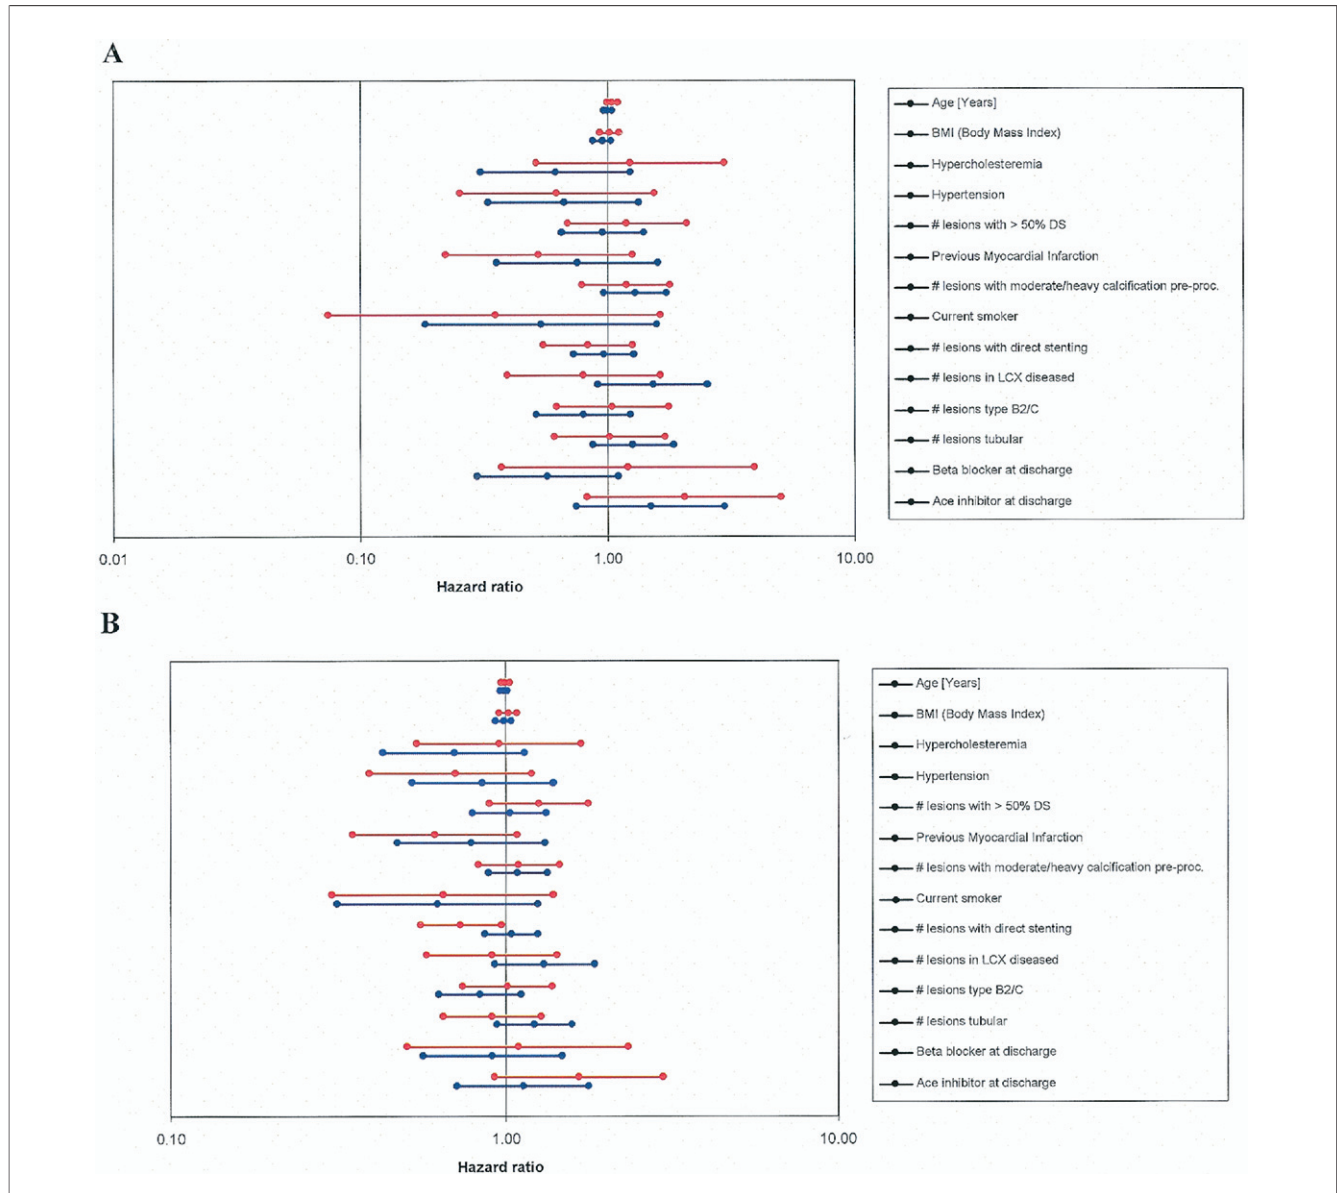 A
Age [Years]
BMI (Body Mass Index)
Hypercholesteremia
Hypertension
# lesions with > 50% DS
Previous Myocardial Infarction
# lesions with moderate/heavy calcification pre-proc.
Current smoker
# lesions with direct stenting
# lesions in LCX diseased
# lesions type B2/C
# lesions tubular
Beta blocker at discharge
Ace inhibitor at discharge
0.01 0.10 1.00 10.00
Hazard ratio
B
Age [Years]
BMI (Body Mass Index)
Hypercholesteremia
Hypertension
# lesions with > 50% DS
Previous Myocardial Infarction
# lesions with moderate/heavy calcification pre-proc.
Current smoker
# lesions with direct stenting
# lesions in LCX diseased
# lesions type B2/C
# lesions tubular
Beta blocker at discharge
Ace inhibitor at discharge
0.10 1.00 10.00
Hazard ratio